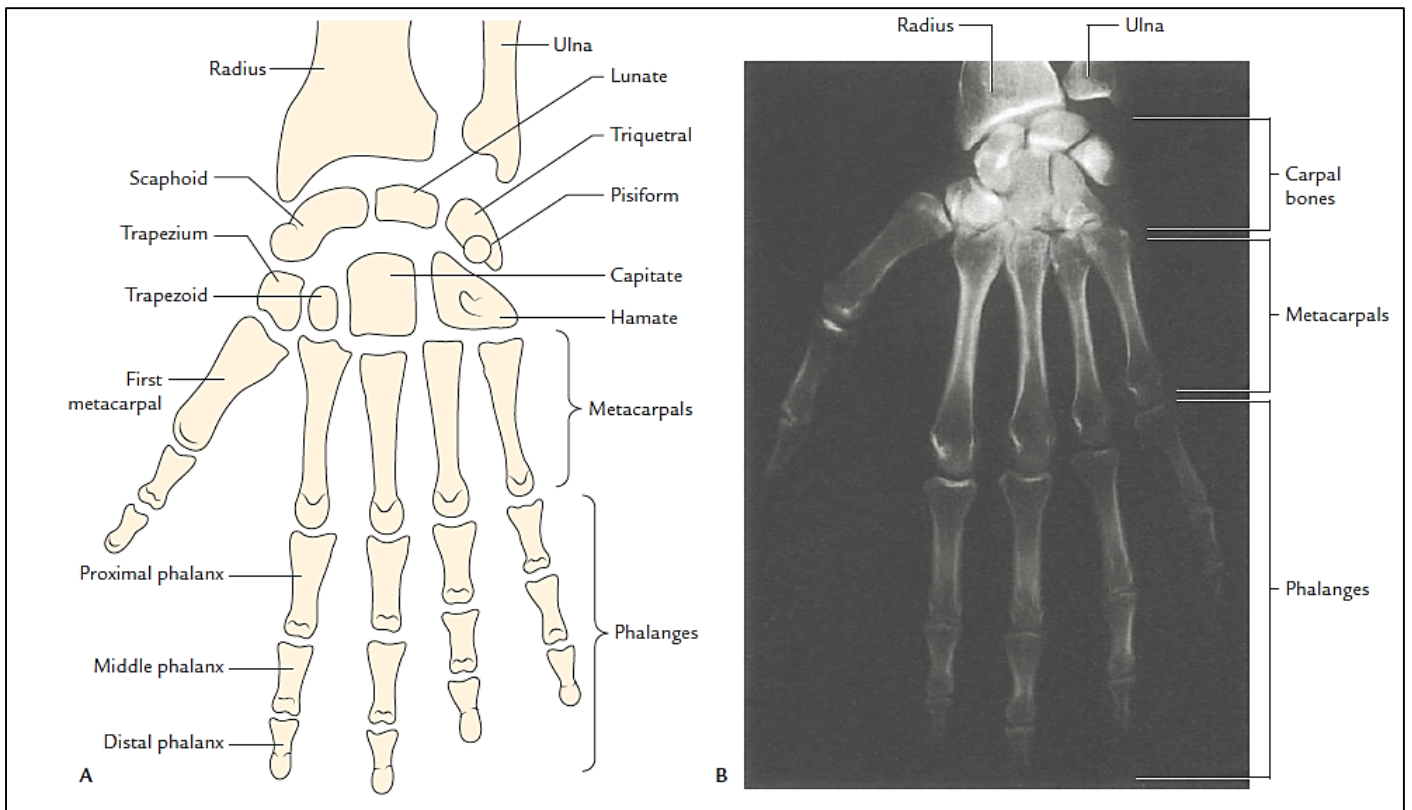 Radius
Ulna
Lunate
Triquetral
Scaphoid
Pisiform
Trapezium
Trapezoid
Capitate
Hamate
First
metacarpal
Metacarpals
Proximal phalanx
Phalanges
Middle phalanx
Distal phalanx
A
Radius
Ulna
Carpal
bones
Metacarpals
Phalanges
B